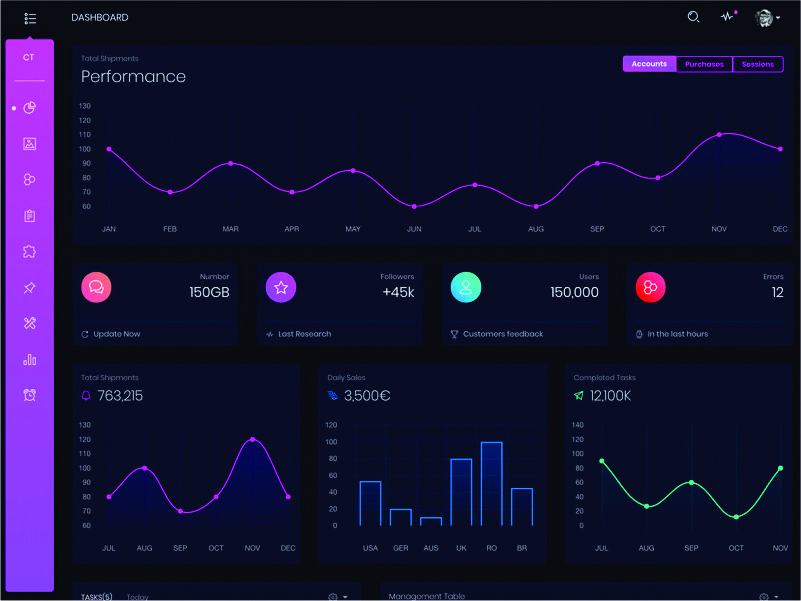 DASHBOARD
CT
Total Shipments
Performance
Accounts Purchases Sessions
130
120
110
100
90
80
70
60
JAN FEB MAR APR MAY JUN JUL AUG SEP OCT NOV DEC
Number
150GB
Update Now
Followers
+45k
Last Research
Users
150,000
Customers feedback
Errors
12
In the last hours
Total Shipments
763,215
130
120
110
100
90
80
70
60
JUL AUG SEP OCT NOV DEC
Daily Sales
3,500€
120
100
80
60
40
20
0
USA GER AUS UK RO BR
Completed Tasks
12,100K
140
120
100
80
60
40
20
0
JUL AUG SEP OCT NOV
TASKS(5) Today
Management Table